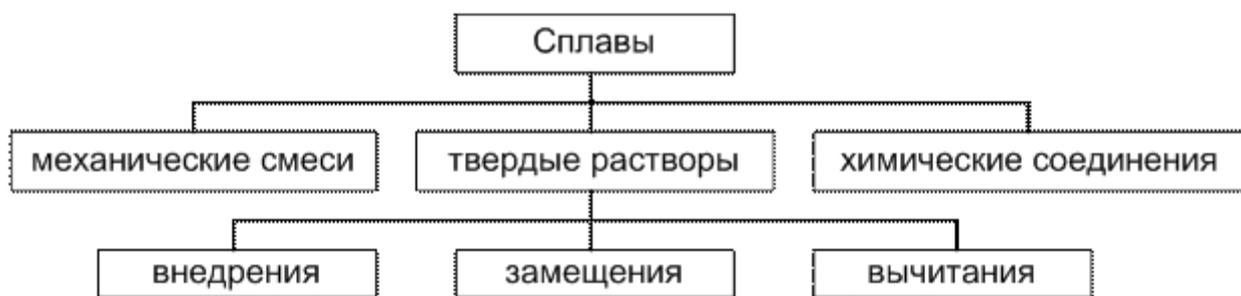 Сплавы
механические смеси
твердые растворы
химические соединения
внедрения
замещения
вычитания